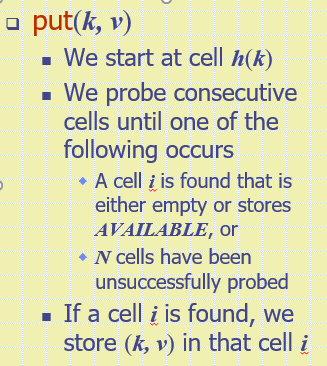 put(k, v)
We start at cell h(k)
We probe consecutive
cells until one of the
following occurs
A cell i is found that is
either empty or stores
AVAILABLE, or
N cells have been
unsuccessfully probed
If a cell i is found, we
store (k, v) in that cell i